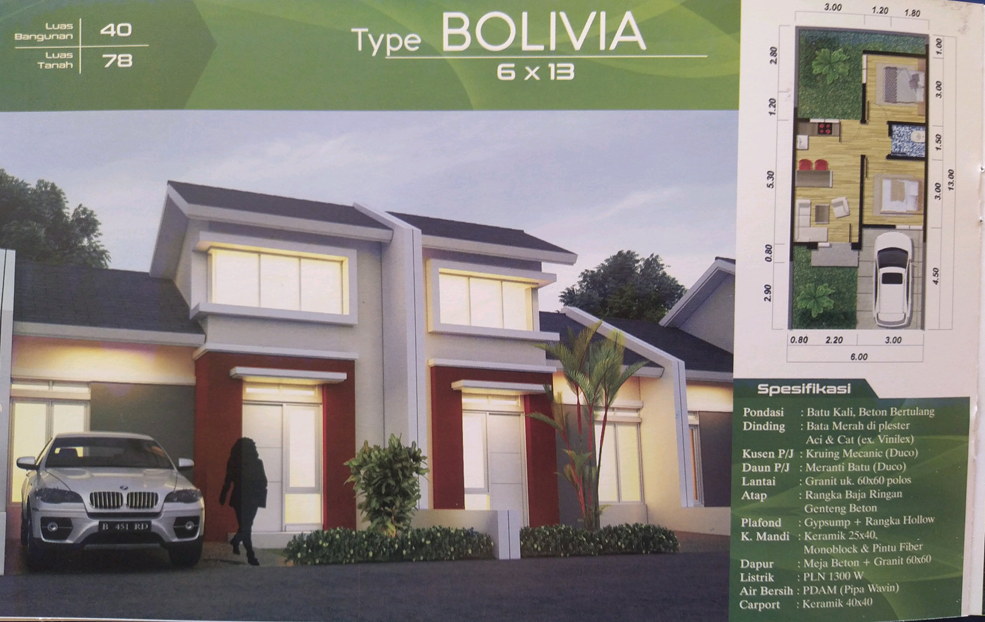 Luas Bangunan 40
Luas Tanah 78
Type BOLIVIA
6 x 13
3.00 1.20 1.80
2.80
1.20
5.30
0.80
2.90
1.00
3.00
1.50
3.00
4.50
13.00
0.80 2.20 3.00
6.00
B 451 RD
Spesifikasi
Pondasi : Batu Kali, Beton Bertulang
Dinding : Bata Merah di plester
Aci & Cat (ex. Vinilex)
Kusen P/J : Kruing Mecanic (Duco)
Daun P/J : Meranti Batu (Duco)
Lantai : Granit uk. 60x60 polos
Atap : Rangka Baja Ringan
Genteng Beton
Plafond : Gypsump + Rangka Hollow
K. Mandi : Keramik 25x40,
Monoblock & Pintu Fiber
Dapur : Meja Beton + Granit 60x60
Listrik : PLN 1300 W
Air Bersih : PDAM (Pipa Wavin)
Carport : Keramik 40x40